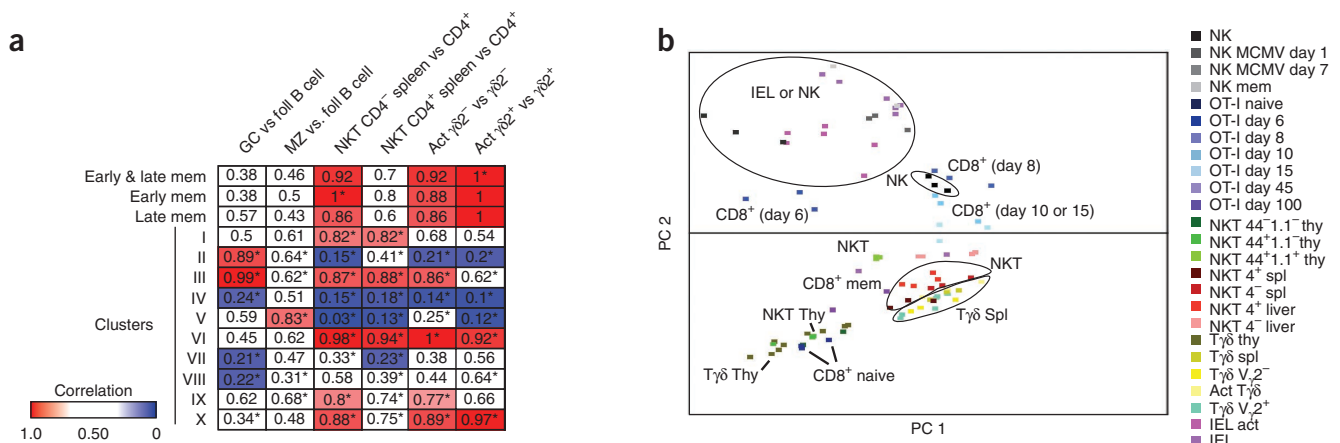 a
GC vs foll B cell
MZ vs. foll B cell
NKT CD4⁻ spleen vs CD4⁺
NKT CD4⁺ spleen vs CD4⁺
Act γδ2⁻ vs γδ2⁻
Act γδ2⁺ vs γδ2⁺
Early & late mem 0.38 0.46 0.92 0.7 0.92 1*
Early mem 0.38 0.5 1* 0.8 0.88 1
Late mem 0.57 0.43 0.86 0.6 0.86 1
Clusters
I 0.5 0.61 0.82* 0.82* 0.68 0.54
II 0.89* 0.64* 0.15* 0.41* 0.21* 0.2*
III 0.99* 0.62* 0.87* 0.88* 0.86* 0.62*
IV 0.24* 0.51 0.15* 0.18* 0.14* 0.1*
V 0.59 0.83* 0.03* 0.13* 0.25* 0.12*
VI 0.45 0.62 0.98* 0.94* 1* 0.92*
VII 0.21* 0.47 0.33* 0.23* 0.38 0.56
VIII 0.22* 0.31* 0.58 0.39* 0.44 0.64*
IX 0.62 0.68* 0.8* 0.74* 0.77* 0.66
X 0.34* 0.48 0.88* 0.75* 0.89* 0.97*
Correlation
1.0 0.50 0
b
PC 2
PC 1
IEL or NK
CD8⁺ (day 8)
NK
CD8⁺ (day 6)
CD8⁺ (day 10 or 15)
NKT
NKT
CD8⁺ mem
Tγδ Spl
NKT Thy
Tγδ Thy
CD8⁺ naive
NK
NK MCMV day 1
NK MCMV day 7
NK mem
OT-I naive
OT-I day 6
OT-I day 8
OT-I day 10
OT-I day 15
OT-I day 45
OT-I day 100
NKT 44⁻1.1⁻ thy
NKT 44⁺1.1⁻thy
NKT 44⁺1.1⁺ thy
NKT 4⁺ spl
NKT 4⁻ spl
NKT 4⁺ liver
NKT 4⁻ liver
Tγδ thy
Tγδ spl
Tγδ V,2⁻
Act Tγδ
Tγδ V,2⁺
IEL act
IEL